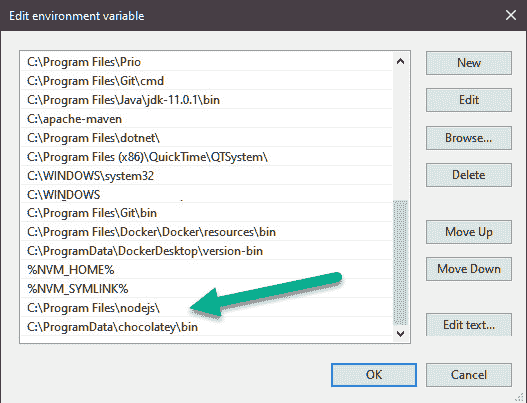 Edit environment variable
C:\Program Files\Prio
C:\Program Files\Git\cmd
C:\Program Files\Java\jdk-11.0.1\bin
C:\apache-maven
C:\Program Files\dotnet\
C:\Program Files (x86)\QuickTime\QTSystem\
C:\WINDOWS\system32
C:\WINDOWS
C:\Program Files\Git\bin
C:\Program Files\Docker\Docker\resources\bin
C:\ProgramData\DockerDesktop\version-bin
%NVM_HOME%
%NVM_SYMLINK%
C:\Program Files\nodejs\
C:\ProgramData\chocolatey\bin
New
Edit
Browse...
Delete
Move Up
Move Down
Edit text...
OK
Cancel